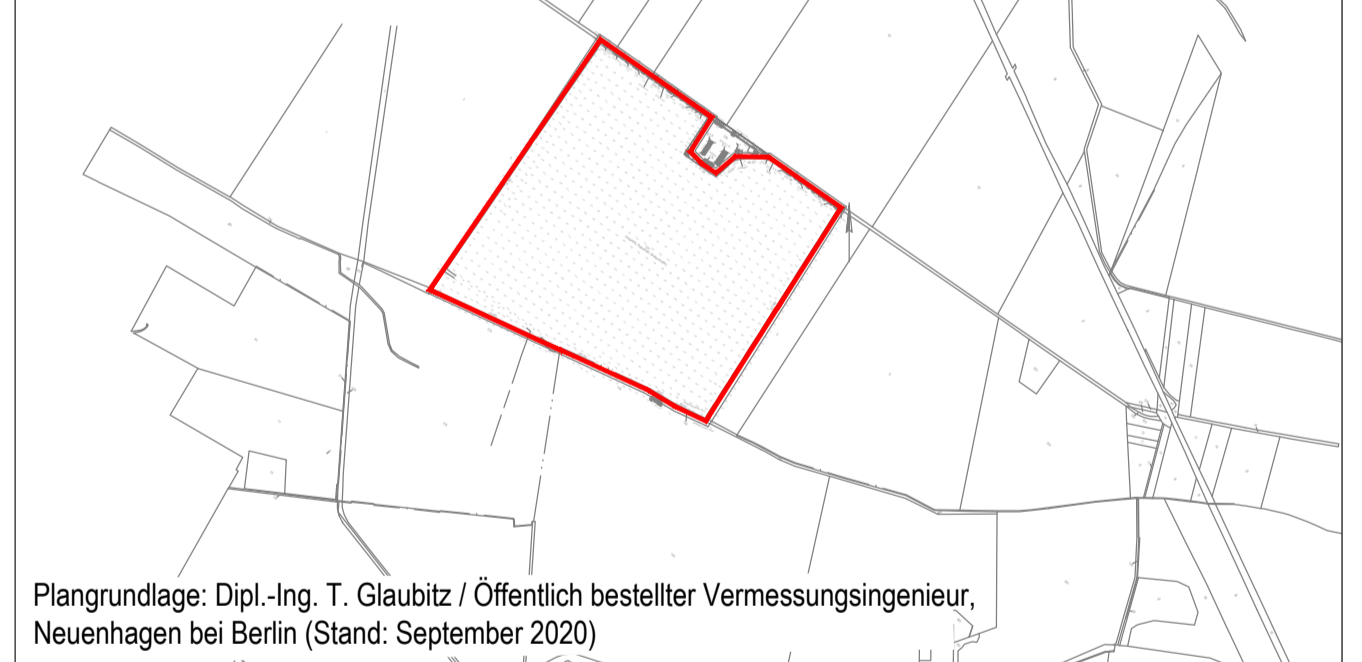 Plangrundlage: Dipl.-Ing. T. Glaubitz / Öffentlich bestellter Vermessungsingenieur,
Neuenhagen bei Berlin (Stand: September 2020)